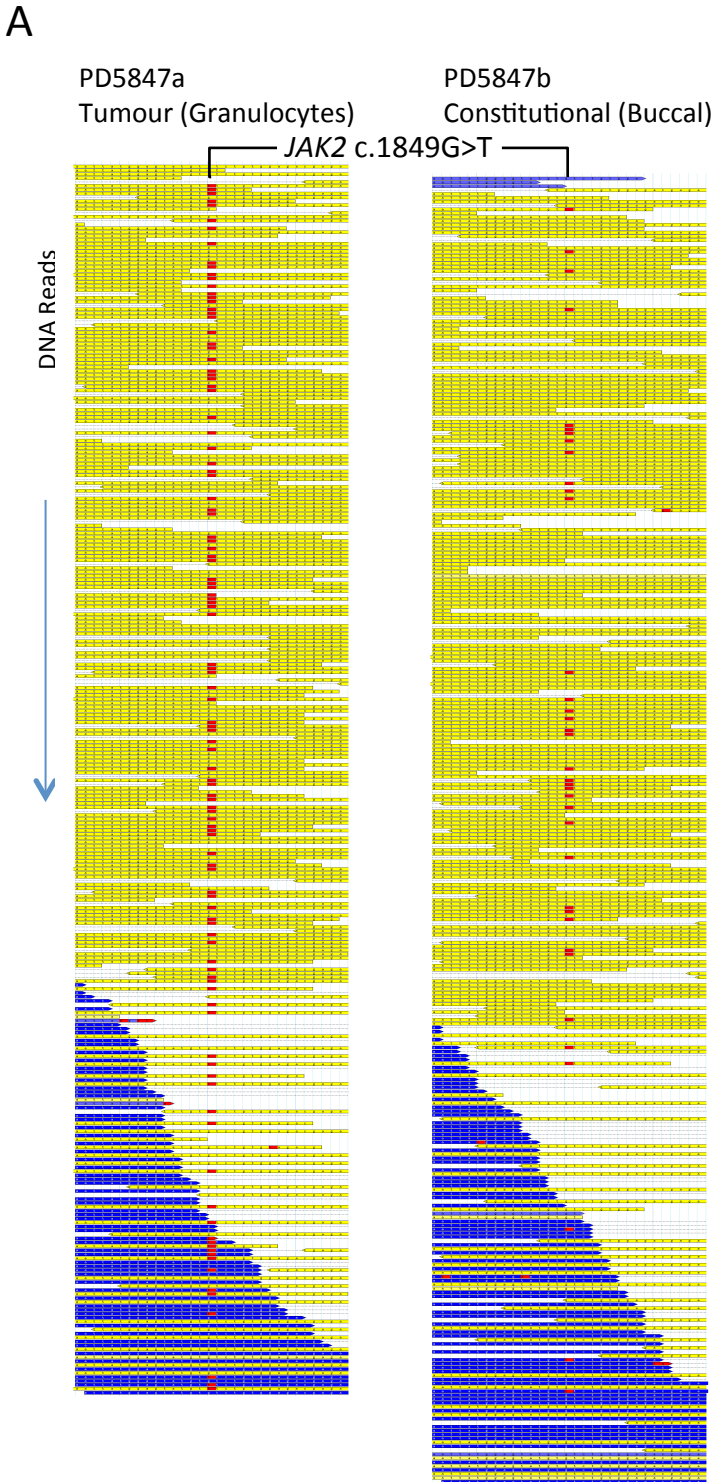 A
PD5847a
Tumour (Granulocytes)
PD5847b
Constitutional (Buccal)
JAK2 c.1849G>T
DNA Reads